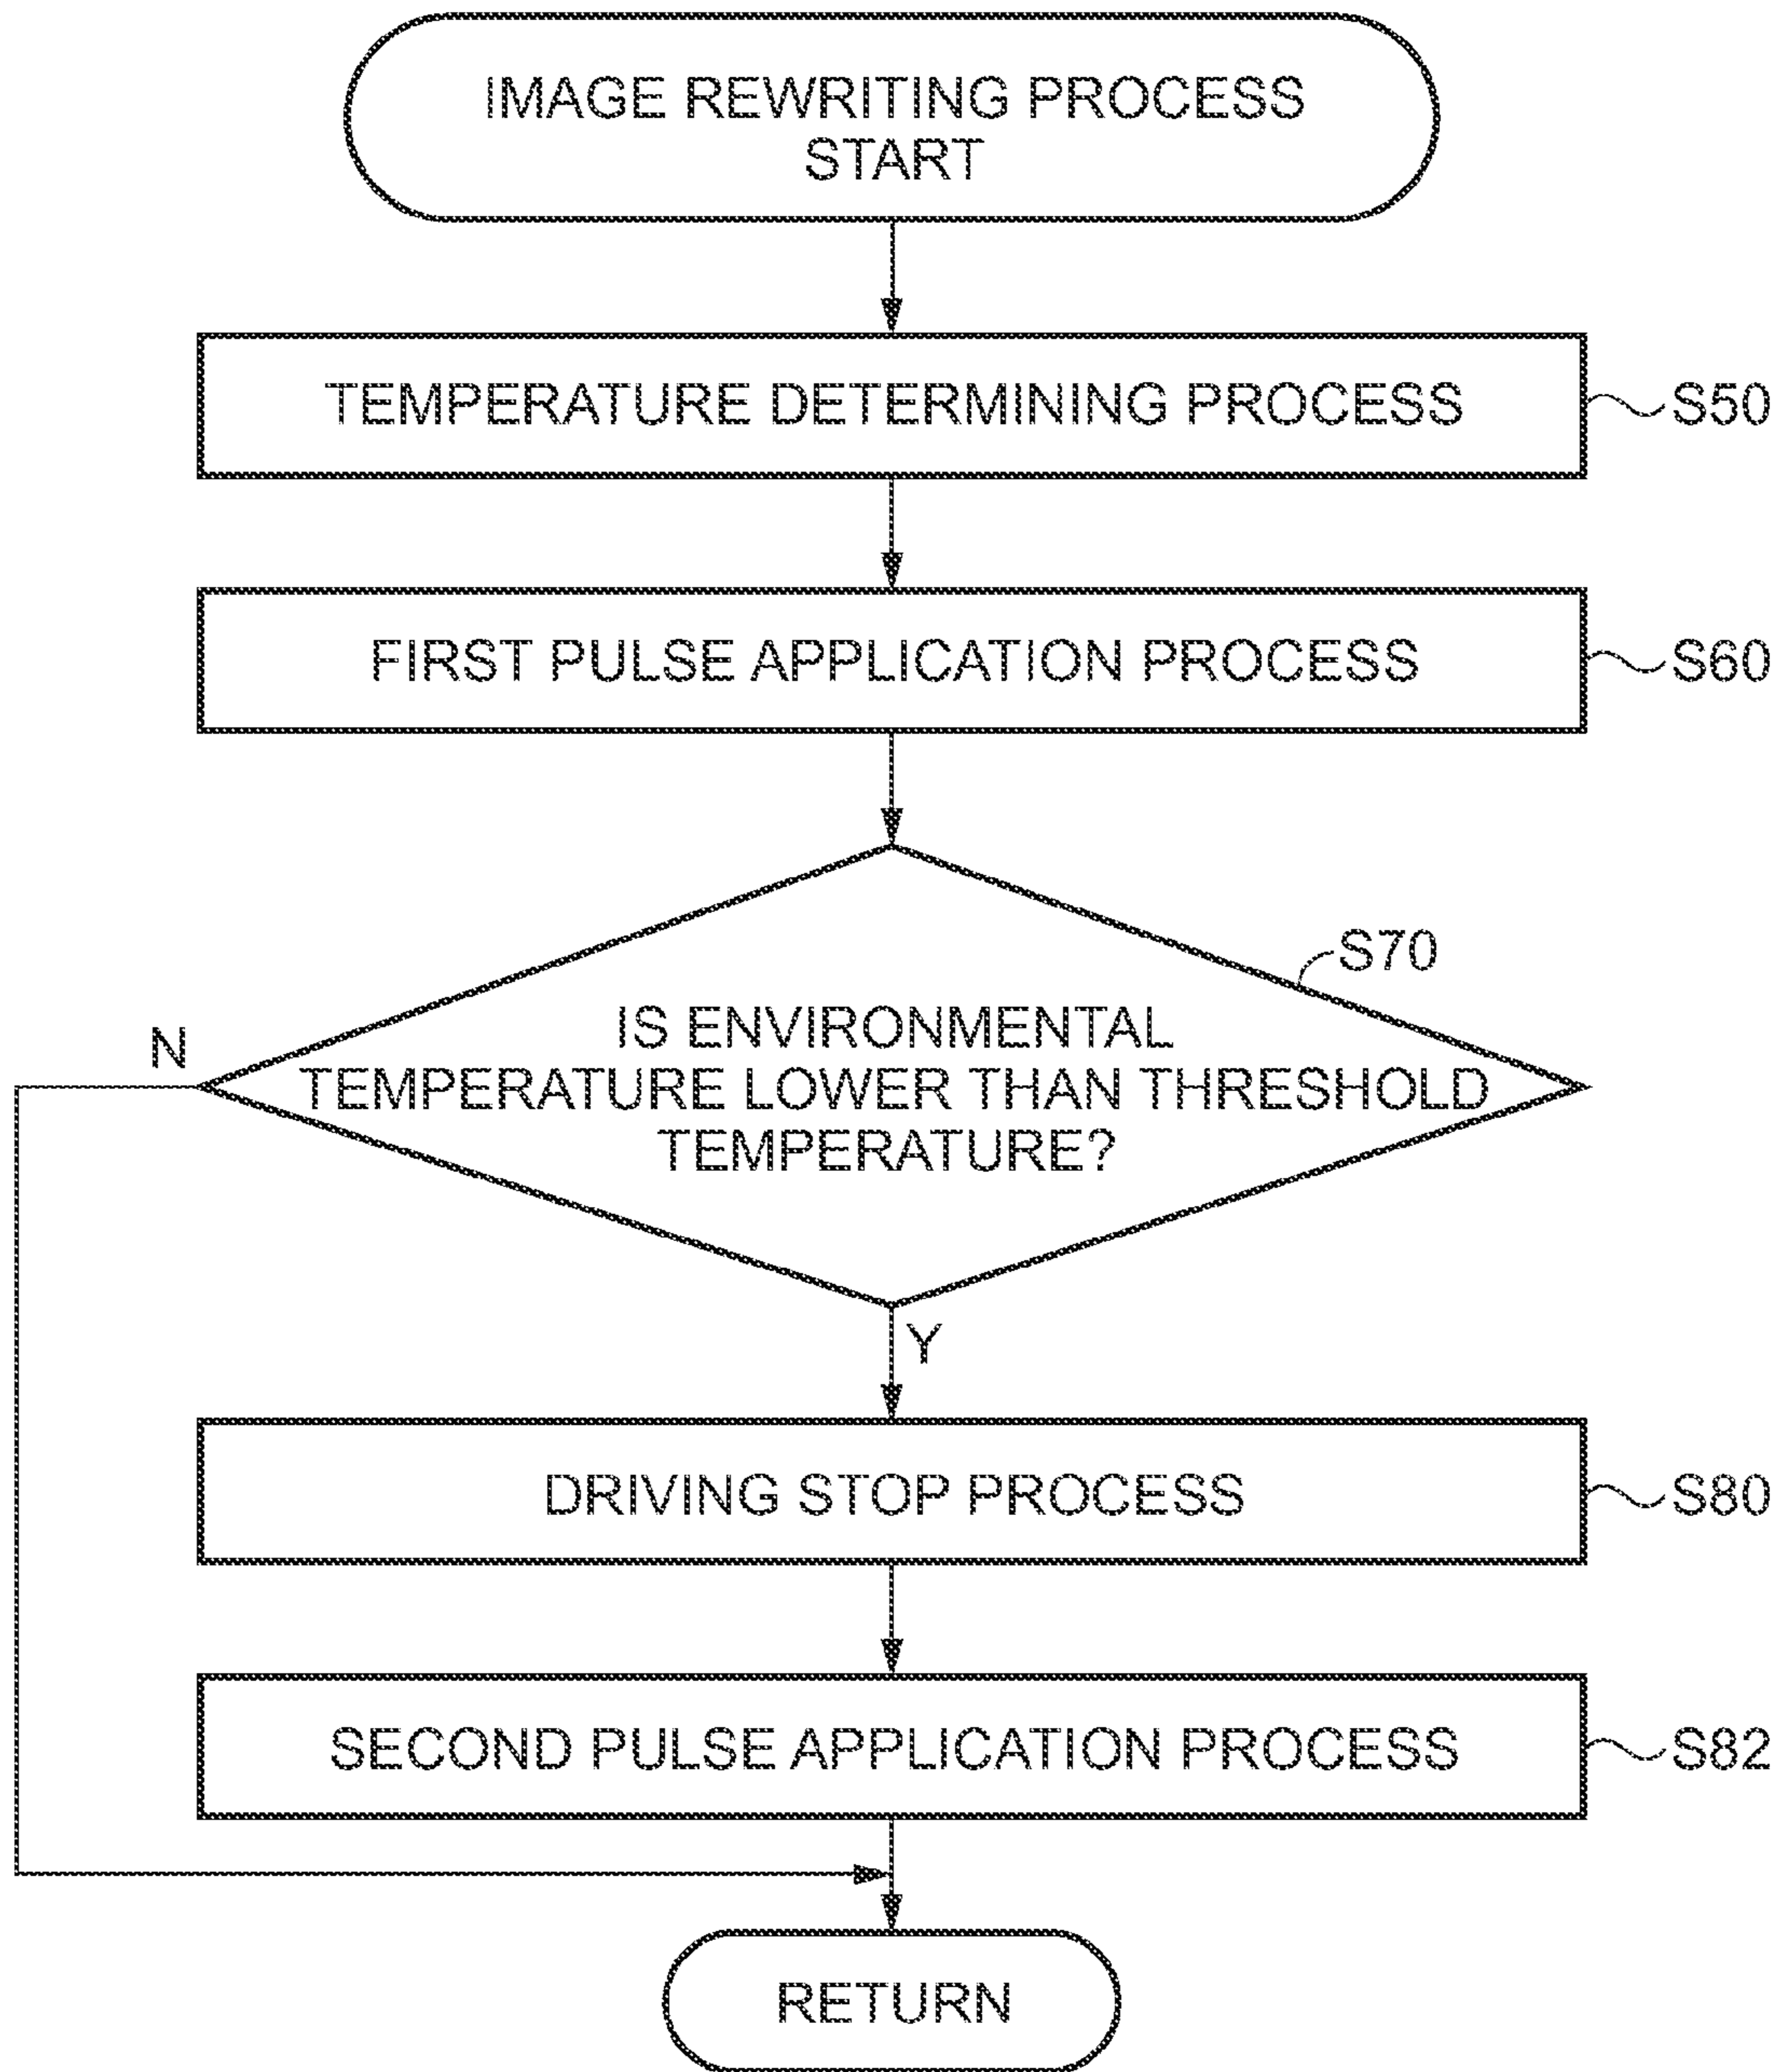 IMAGE REWRITING PROCESS
START
TEMPERATURE DETERMINING PROCESS
S50
FIRST PULSE APPLICATION PROCESS
S60
S70
IS ENVIRONMENTAL
TEMPERATURE LOWER THAN THRESHOLD
TEMPERATURE?
N
Y
DRIVING STOP PROCESS
S80
SECOND PULSE APPLICATION PROCESS
S82
RETURN